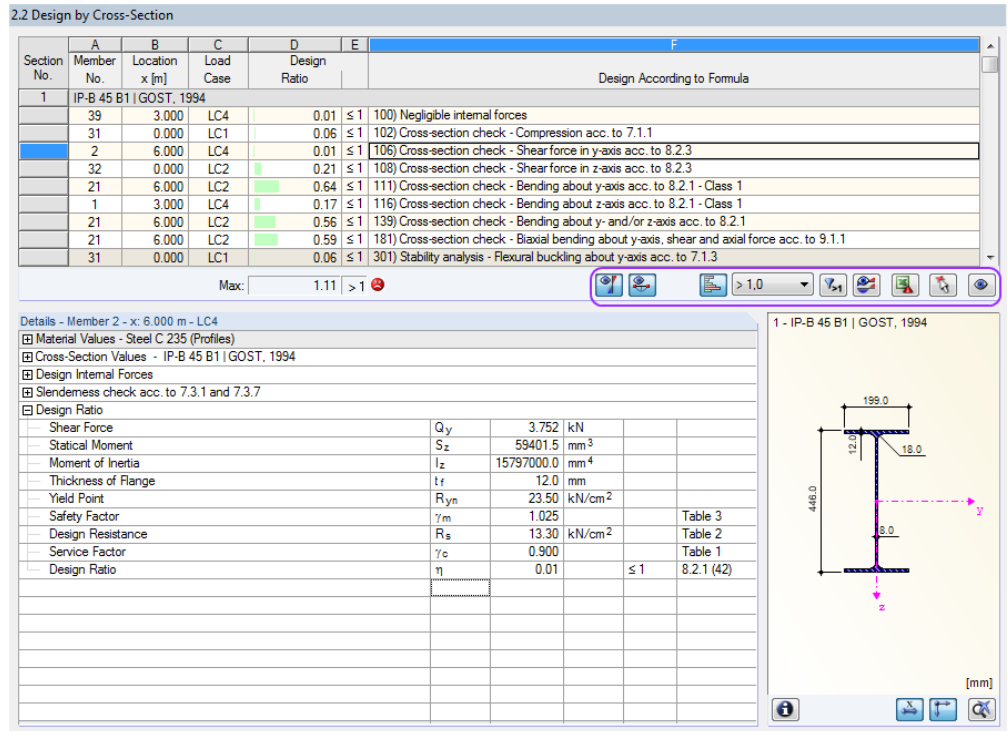 2.2 Design by Cross-Section
A B C D E F
Section Member Location Load Design
No. No. x [m] Case Ratio Design According to Formula
1 IP-B 45 B1 | GOST, 1994
39 3.000 LC4 0.01 ≤ 1 100) Negligible internal forces
31 0.000 LC1 0.06 ≤ 1 102) Cross-section check - Compression acc. to 7.1.1
2 6.000 LC4 0.01 ≤ 1 106) Cross-section check - Shear force in y-axis acc. to 8.2.3
32 0.000 LC2 0.21 ≤ 1 108) Cross-section check - Shear force in z-axis acc. to 8.2.3
21 6.000 LC2 0.64 ≤ 1 111) Cross-section check - Bending about y-axis acc. to 8.2.1 - Class 1
1 3.000 LC4 0.17 ≤ 1 116) Cross-section check - Bending about z-axis acc. to 8.2.1 - Class 1
21 6.000 LC2 0.56 ≤ 1 139) Cross-section check - Bending about y- and/or z-axis acc. to 8.2.1
21 6.000 LC2 0.59 ≤ 1 181) Cross-section check - Biaxial bending about y-axis, shear and axial force acc. to 9.1.1
31 0.000 LC1 0.06 ≤ 1 301) Stability analysis - Flexural buckling about y-axis acc. to 7.1.3
Max: 1.11 > 1 > 1,0 >1
Details - Member 2 - x: 6.000 m - LC4
Material Values - Steel C 235 (Profiles)
Cross-Section Values - IP-B 45 B1 | GOST, 1994
Design Internal Forces
Slenderness check acc. to 7.3.1 and 7.3.7
Design Ratio
Shear Force Qy 3.752 kN
Statical Moment Sz 59401.5 mm³
Moment of Inertia Iz 15797000.0 mm⁴
Thickness of Flange tf 12.0 mm
Yield Point Ryn 23.50 kN/cm²
Safety Factor γm 1.025 Table 3
Design Resistance Rs 13.30 kN/cm² Table 2
Service Factor γc 0.900 Table 1
Design Ratio η 0.01 ≤ 1 8.2.1 (42)
1 - IP-B 45 B1 | GOST, 1994
199.0
12.0
18.0
446.0
y
8.0
z
[mm]